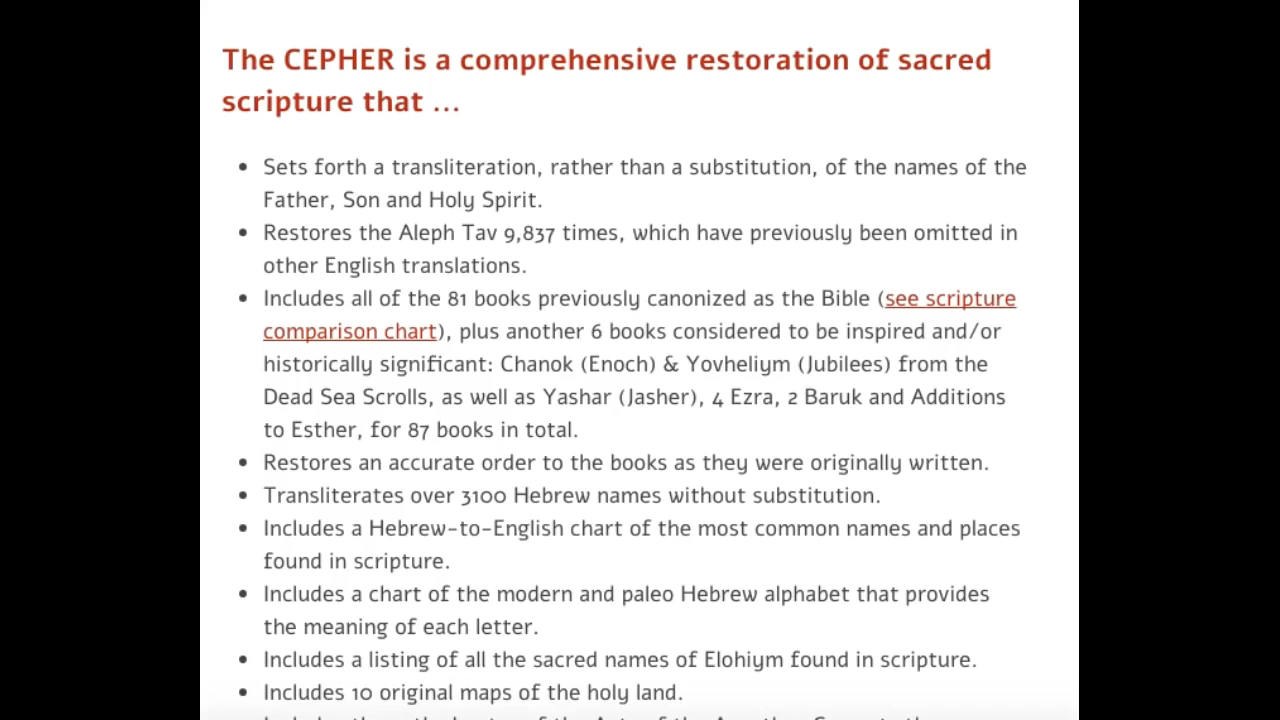 The CEPHER is a comprehensive restoration of sacred
scripture that ...
• Sets forth a transliteration, rather than a substitution, of the names of the
Father, Son and Holy Spirit.
• Restores the Aleph Tav 9,837 times, which have previously been omitted in
other English translations.
• Includes all of the 81 books previously canonized as the Bible (see scripture
comparison chart), plus another 6 books considered to be inspired and/or
historically significant: Chanok (Enoch) & Yovheliym (Jubilees) from the
Dead Sea Scrolls, as well as Yashar (Jasher), 4 Ezra, 2 Baruk and Additions
to Esther, for 87 books in total.
• Restores an accurate order to the books as they were originally written.
• Transliterates over 3100 Hebrew names without substitution.
• Includes a Hebrew-to-English chart of the most common names and places
found in scripture.
• Includes a chart of the modern and paleo Hebrew alphabet that provides
the meaning of each letter.
• Includes a listing of all the sacred names of Elohiym found in scripture.
• Includes 10 original maps of the holy land.